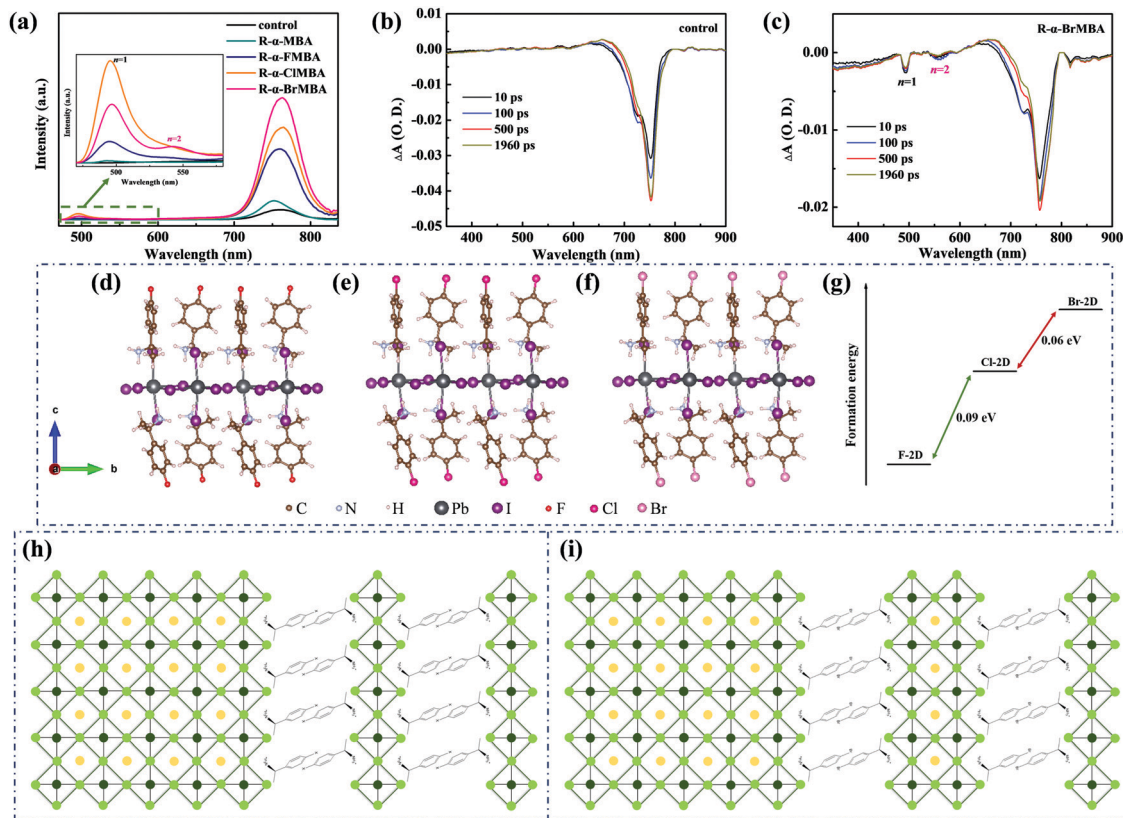 (a)
control
R-α-MBA
R-α-FMBA
R-α-ClMBA
R-α-BrMBA
n=1
n=2
Intensity (a.u.)
500
550
Wavelength (nm)
Intensity (a.u.)
500
600
700
800
Wavelength (nm)
(b)
control
0.01
0.00
-0.01
-0.02
-0.03
-0.04
-0.05
ΔA (O. D.)
10 ps
100 ps
500 ps
1960 ps
400
500
600
700
800
900
Wavelength (nm)
(c)
R-α-BrMBA
0.00
-0.01
-0.02
ΔA (O. D.)
n=1
n=2
10 ps
100 ps
500 ps
1960 ps
400
500
600
700
800
900
Wavelength (nm)
(d)
(e)
(f)
c
a
b
C
N
H
Pb
I
F
Cl
Br
(g)
Formation energy
Br-2D
0.06 eV
Cl-2D
0.09 eV
F-2D
(h)
(i)